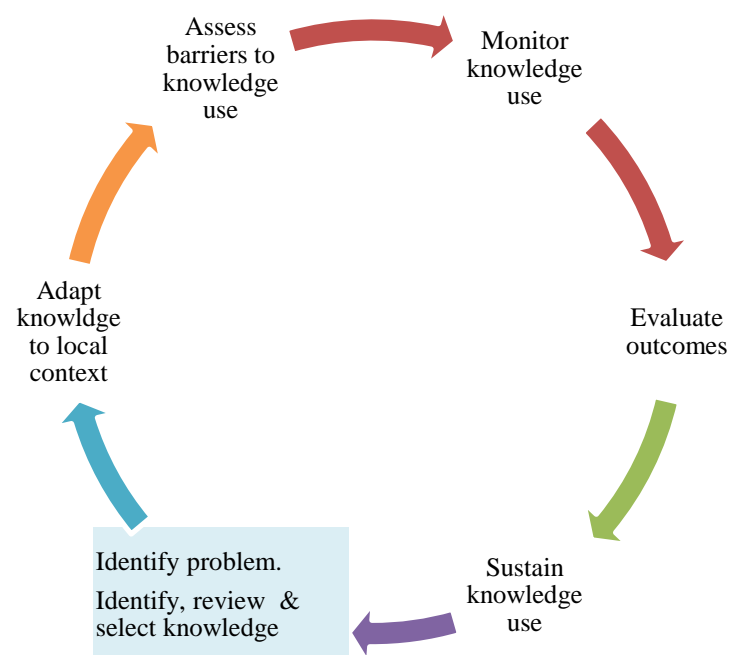 Assess
barriers to
knowledge
use
Monitor
knowledge
use
Evaluate
outcomes
Sustain
knowledge
use
Identify problem.
Identify, review & 
select knowledge
Adapt
knowldge
to local
context